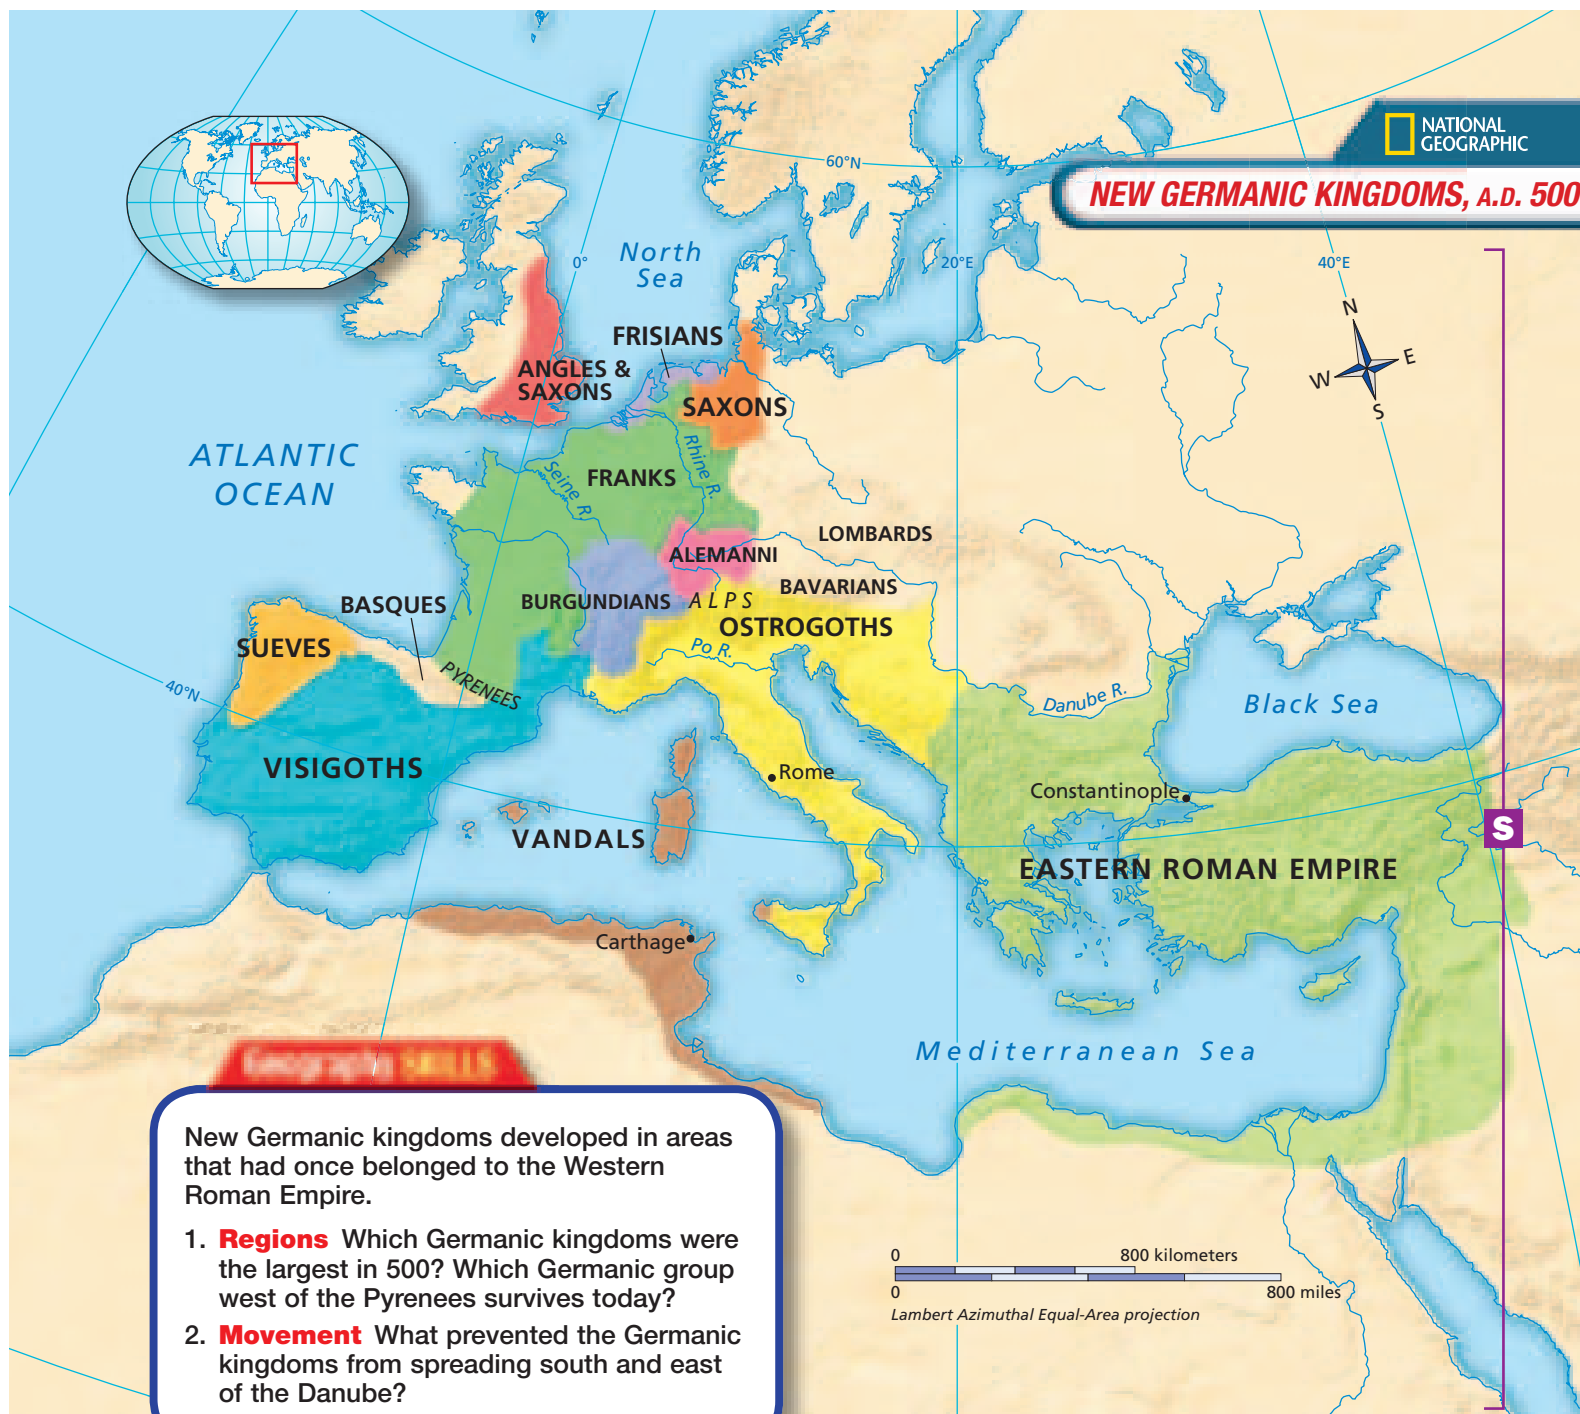 NATIONAL
GEOGRAPHIC
NEW GERMANIC KINGDOMS, A.D. 500
60°N
North
Sea
0°
20°E
40°E
N
E
W
S
FRISIANS
ANGLES &
SAXONS
SAXONS
ATLANTIC
OCEAN
Rhine R.
Seine R.
FRANKS
LOMBARDS
ALEMANNI
BAVARIANS
BASQUES
BURGUNDIANS
ALPS
OSTROGOTHS
SUEVES
Po R.
PYRENEES
40°N
Danube R.
Black Sea
VISIGOTHS
Rome
Constantinople
VANDALS
S
EASTERN ROMAN EMPIRE
Carthage
Mediterranean Sea
Geography SKILLS
New Germanic kingdoms developed in areas
that had once belonged to the Western
Roman Empire.
1. Regions Which Germanic kingdoms were
the largest in 500? Which Germanic group
west of the Pyrenees survives today?
2. Movement What prevented the Germanic
kingdoms from spreading south and east
of the Danube?
0 800 kilometers
0 800 miles
Lambert Azimuthal Equal-Area projection